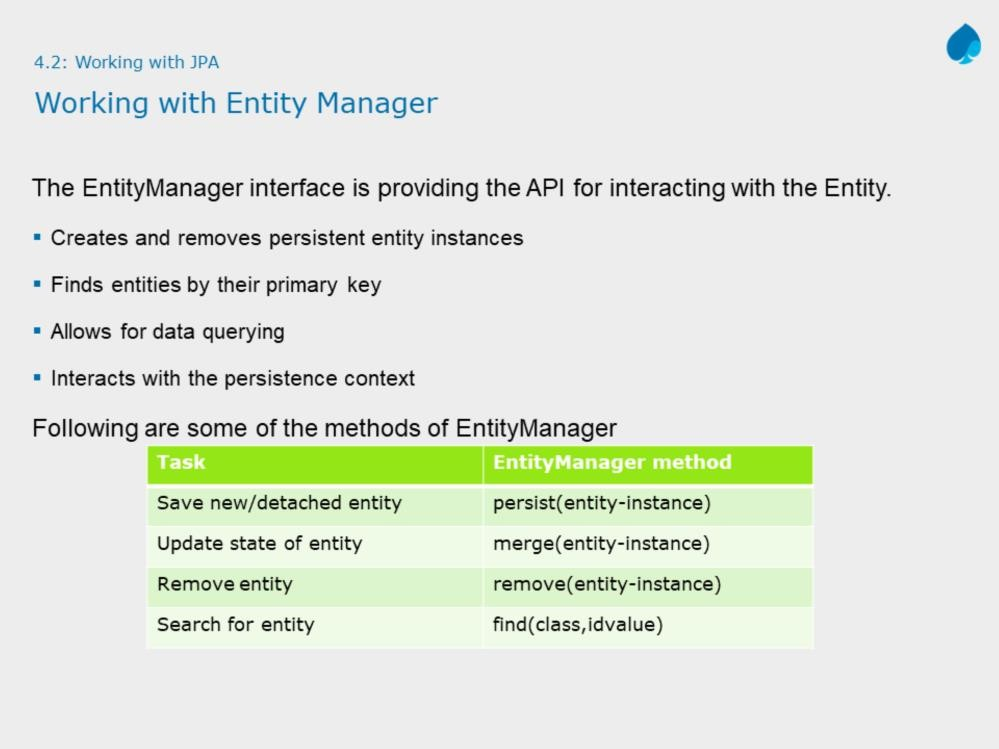 4.2: Working with JPA
Working with Entity Manager
The EntityManager interface is providing the API for interacting with the Entity.
▪ Creates and removes persistent entity instances
▪ Finds entities by their primary key
▪ Allows for data querying
▪ Interacts with the persistence context
Following are some of the methods of EntityManager
Task EntityManager method
Save new/detached entity persist(entity-instance)
Update state of entity merge(entity-instance)
Remove entity remove(entity-instance)
Search for entity find(class,idvalue)